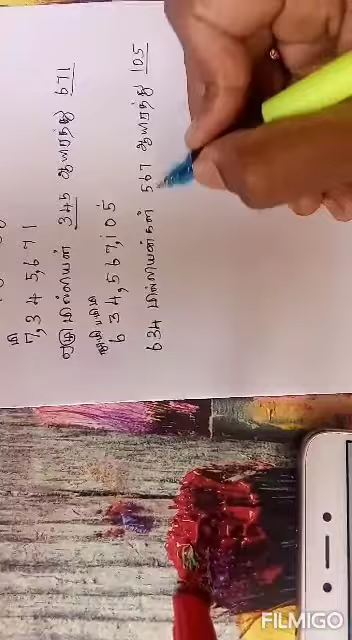 மி
7,345,671
ஏழு மில்லியன் 345 ஆயிரத்து 671
நூ ப மி
634,567,105
634 மில்லியன்கள் 567 ஆயிரத்து 105
FILMIGO